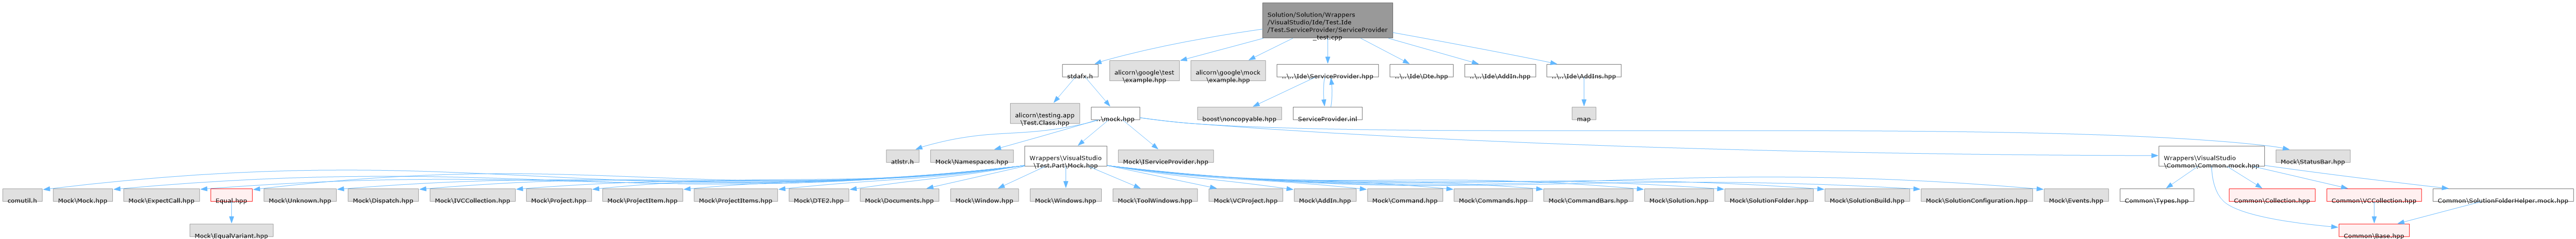 Solution/Solution/Wrappers
/VisualStudio/Ide/Test.Ide
/Test.ServiceProvider/ServiceProvider
_test.cpp
stdafx.h
alicorn\google\test
\example.hpp
alicorn\google\mock
\example.hpp
..\..\Ide\ServiceProvider.hpp
..\..\Ide\Dte.hpp
..\..\Ide\AddIn.hpp
..\..\Ide\AddIns.hpp
alicorn\testing.app
\Test.Class.hpp
..\mock.hpp
boost\noncopyable.hpp
ServiceProvider.inl
map
atlstr.h
Mock\Namespaces.hpp
Wrappers\VisualStudio
\Test.Part\Mock.hpp
Mock\IServiceProvider.hpp
Wrappers\VisualStudio
\Common\Common.mock.hpp
Mock\StatusBar.hpp
comutil.h
Mock\Mock.hpp
Mock\ExpectCall.hpp
Equal.hpp
Mock\Unknown.hpp
Mock\Dispatch.hpp
Mock\IVCCollection.hpp
Mock\Project.hpp
Mock\ProjectItem.hpp
Mock\ProjectItems.hpp
Mock\DTE2.hpp
Mock\Documents.hpp
Mock\Window.hpp
Mock\Windows.hpp
Mock\ToolWindows.hpp
Mock\VCProject.hpp
Mock\AddIn.hpp
Mock\Command.hpp
Mock\Commands.hpp
Mock\CommandBars.hpp
Mock\Solution.hpp
Mock\SolutionFolder.hpp
Mock\SolutionBuild.hpp
Mock\SolutionConfiguration.hpp
Mock\Events.hpp
Common\Types.hpp
Common\Collection.hpp
Common\VCCollection.hpp
Common\SolutionFolderHelper.mock.hpp
Mock\EqualVariant.hpp
Common\Base.hpp